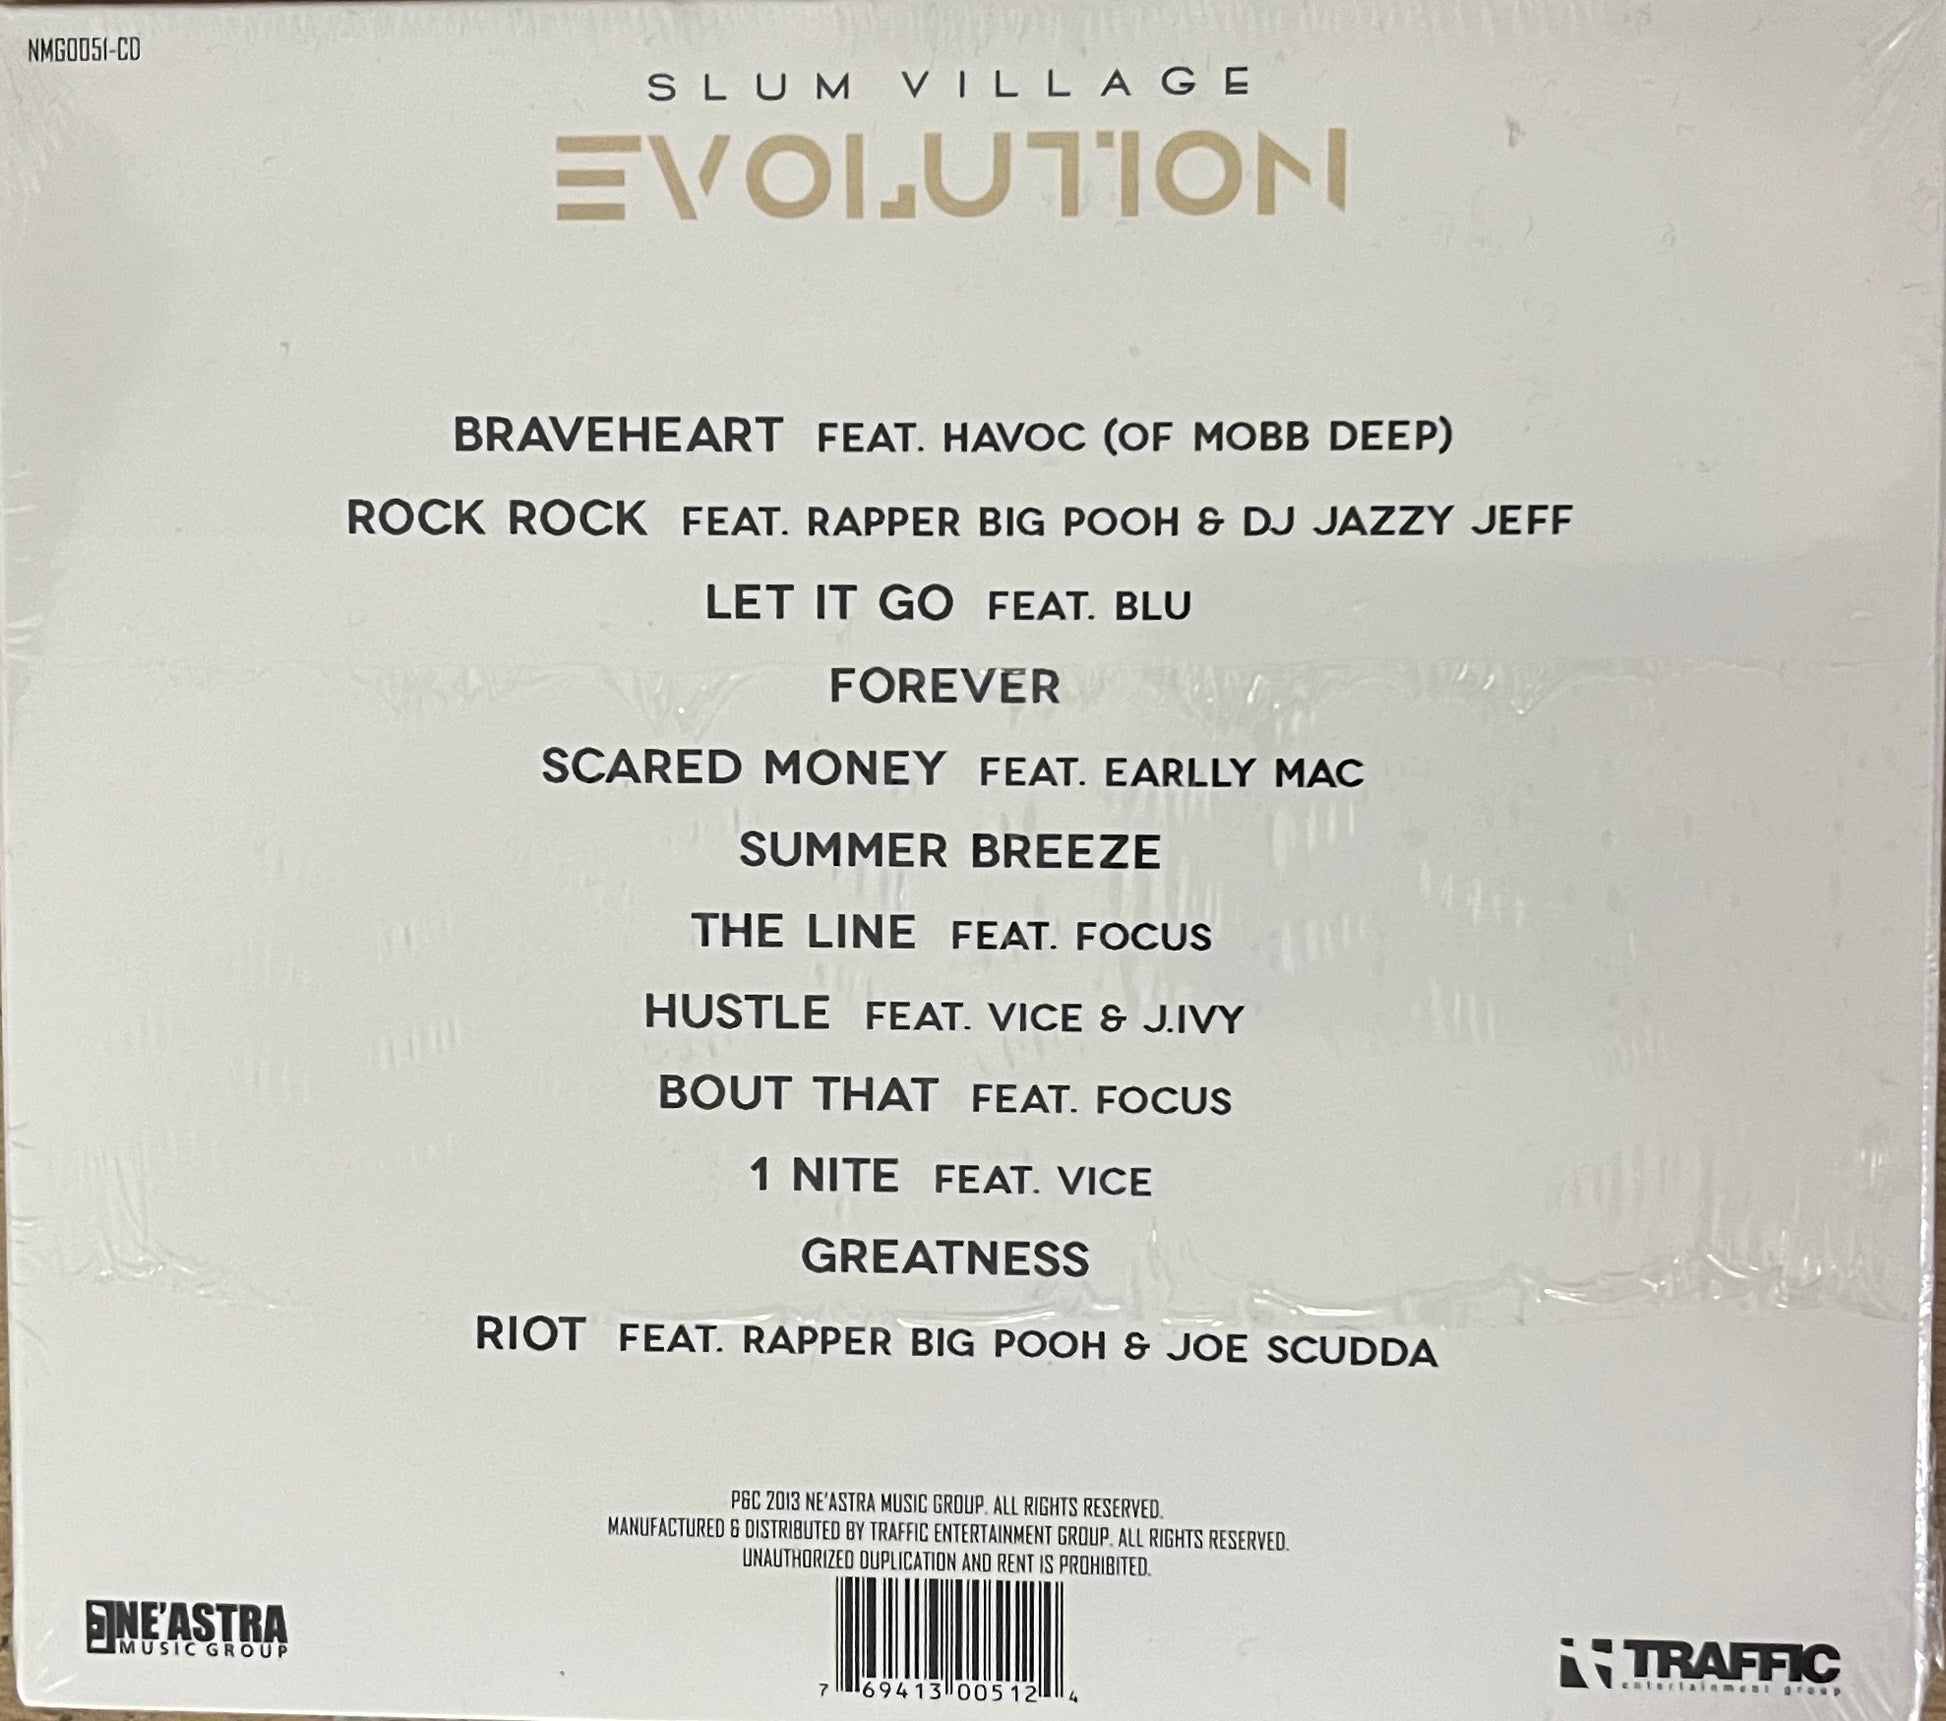 NMG0051-CD
SLUM VILLAGE
EVOLUTION
BRAVEHEART FEAT. HAVOC (OF MOBB DEEP)
ROCK ROCK FEAT. RAPPER BIG POOH & DJ JAZZY JEFF
LET IT GO FEAT. BLU
FOREVER
SCARED MONEY FEAT. EARLLY MAC
SUMMER BREEZE
THE LINE FEAT. FOCUS
HUSTLE FEAT. VICE & J.IVY
BOUT THAT FEAT. FOCUS
1 NITE FEAT. VICE
GREATNESS
RIOT FEAT. RAPPER BIG POOH & JOE SCUDDA
P&C 2013 NE'ASTRA MUSIC GROUP. ALL RIGHTS RESERVED.
MANUFACTURED & DISTRIBUTED BY TRAFFIC ENTERTAINMENT GROUP. ALL RIGHTS RESERVED.
UNAUTHORIZED DUPLICATION AND RENT IS PROHIBITED.
NE'ASTRA
MUSIC GROUP
7 69413 00512 4
TRAFFIC
entertainment group